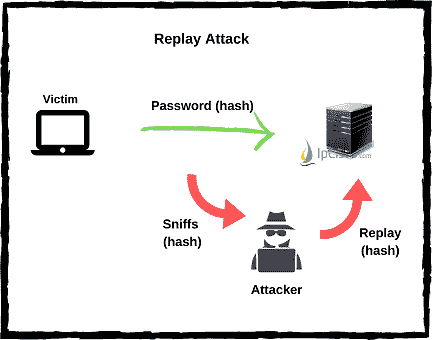 Replay Attack
Victim
Password (hash)
Sniffs
(hash)
Replay
(hash)
Attacker